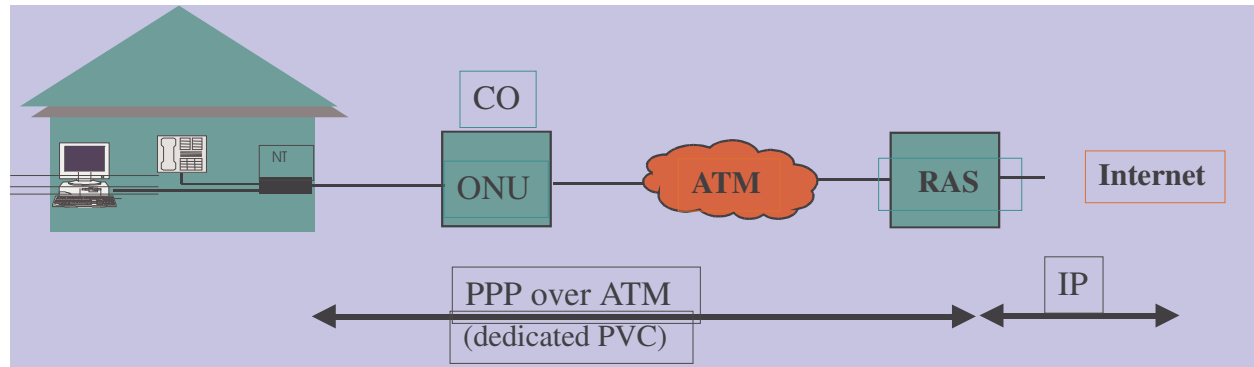 CO
NT
ONU
ATM
RAS
Internet
PPP over ATM
(dedicated PVC)
IP